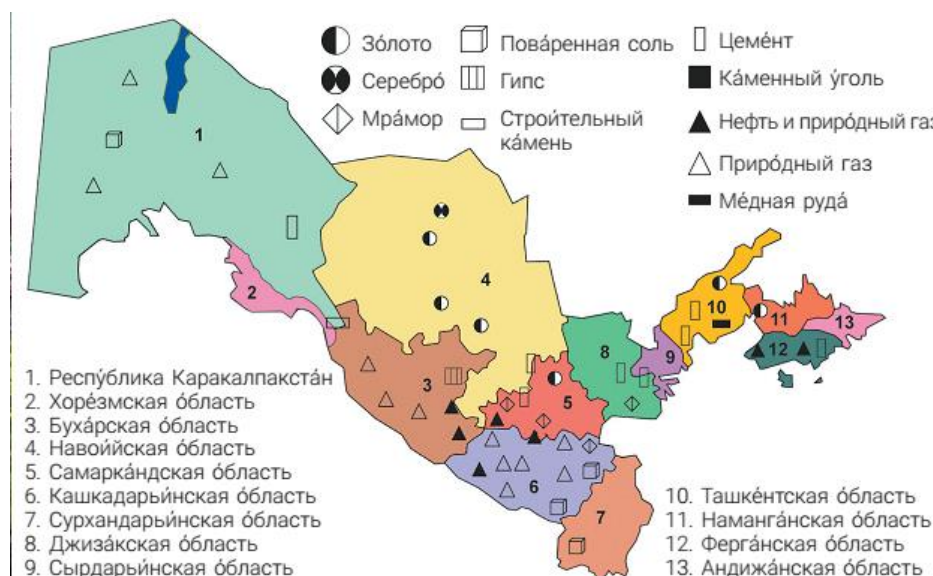 Зо́лото
Серебро́
Мра́мор
Пова́ренная соль
Гипс
Строи́тельный
ка́мень
Цеме́нт
Ка́менный у́голь
Нефть и приро́дный газ
Приро́дный газ
Ме́дная руда́
1
2
3
4
5
6
7
8
9
10
11
12
13
1. Респу́блика Каракалпакста́н
2. Хоре́змская о́бласть
3. Буха́рская о́бласть
4. Навои́йская о́бласть
5. Самарка́ндская о́бласть
6. Кашкадарьи́нская о́бласть
7. Сурхандарьи́нская о́бласть
8. Джиза́кская о́бласть
9. Сырдарьи́нская о́бласть
10. Ташке́нтская о́бласть
11. Наманга́нская о́бласть
12. Ферга́нская о́бласть
13. Андижа́нская о́бласть